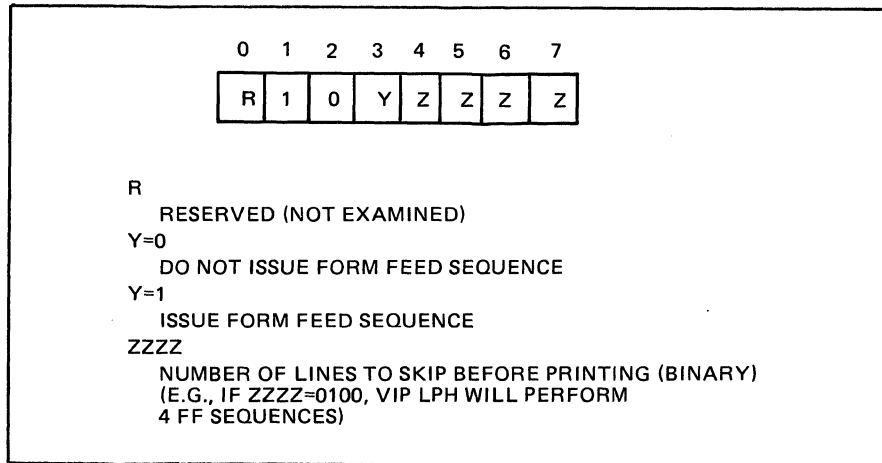 0 1 2 3 4 5 6 7
R 1 0 Y Z Z Z Z
R
RESERVED (NOT EXAMINED)
Y=0
DO NOT ISSUE FORM FEED SEQUENCE
Y=1
ISSUE FORM FEED SEQUENCE
ZZZZ
NUMBER OF LINES TO SKIP BEFORE PRINTING (BINARY)
(E.G., IF ZZZZ=0100, VIP LPH WILL PERFORM
4 FF SEQUENCES)